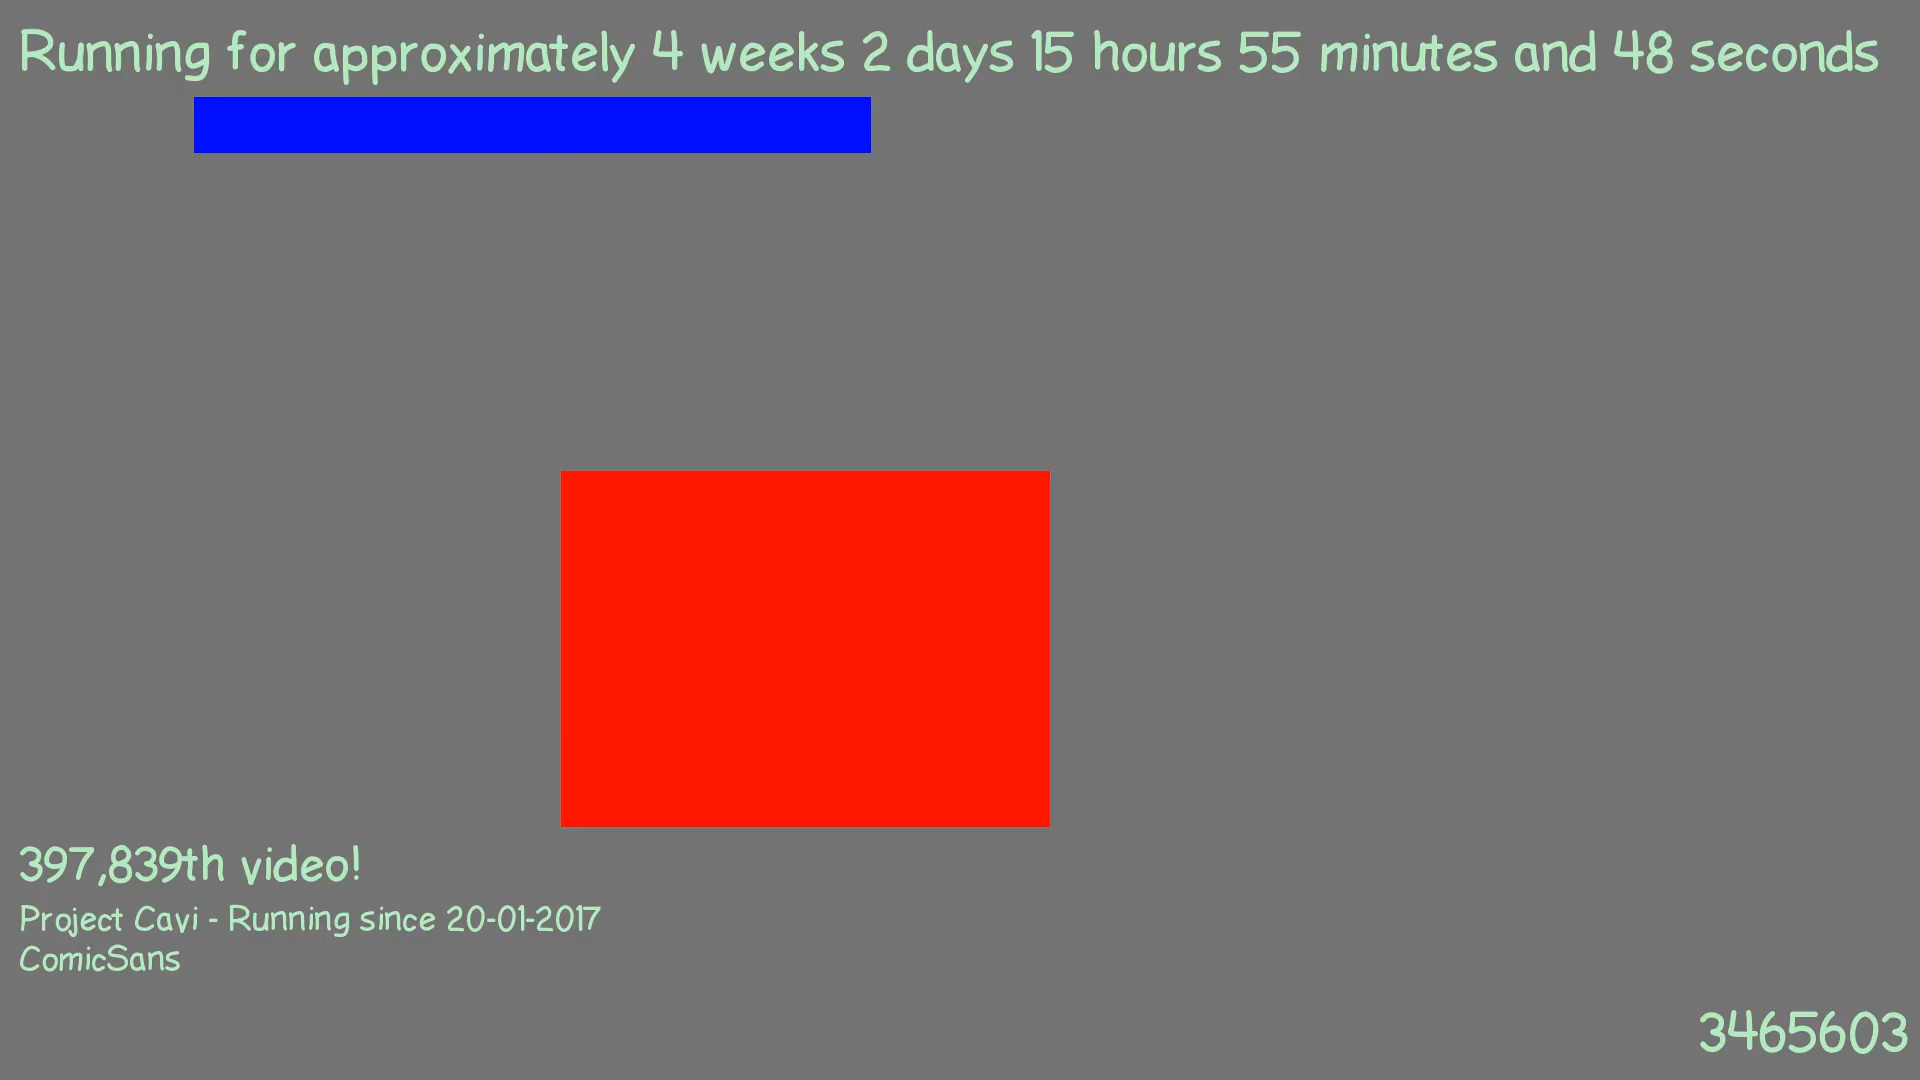 Running for approximately 4 weeks 2 days 15 hours 55 minutes and 48 seconds
397,839th video!
Project Cavi - Running since 20-01-2017
ComicSans
3465603